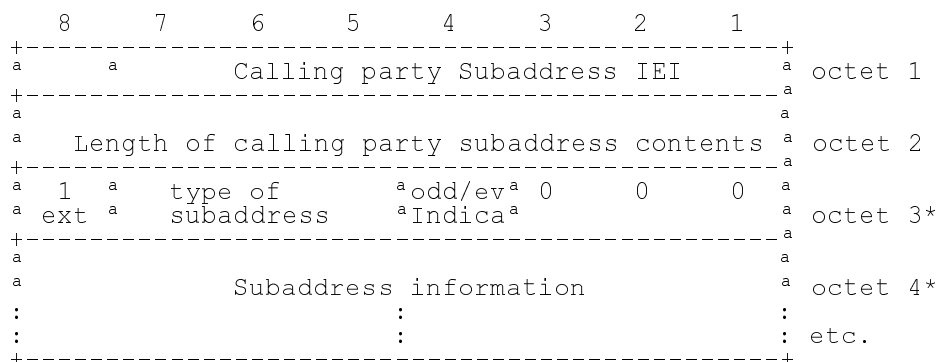 8 7 6 5 4 3 2 1
+-----------------------------------------------+
a a Calling party Subaddress IEI a octet 1
+----------------------------------------------- a
a
a Length of calling party subaddress contents a octet 2
+----------------------------------------------- a
a 1 a type of a odd/ev a 0 0 0 a
a ext a subaddress a Indica a octet 3*
+----------------------------------------------- a
a
a Subaddress information a octet 4*
: : :
: : : etc.
+-----------------------------------------------+